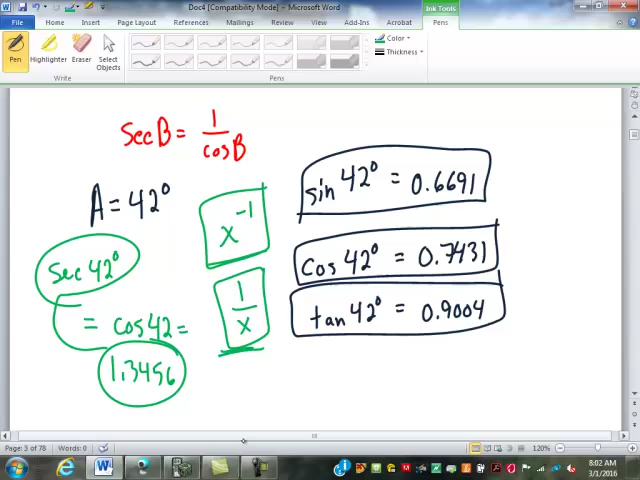 Doc4 [Compatibility Mode] - Microsoft Word
Ink Tools
File
Home
Insert
Page Layout
References
Mailings
Review
View
Add-Ins
Acrobat
Pens
Pen
Highlighter
Eraser
Select Objects
Color
Thickness
Write
Pens
Sec B = 1/cos B
A = 42°
x⁻¹
sin 42° = 0.6691
Sec 42°
cos 42° = 0.7431
= cos 42 =
1/x
tan 42° = 0.9004
1.3456
Page: 3 of 78
Words: 0
120%
8:02 AM
3/1/2016